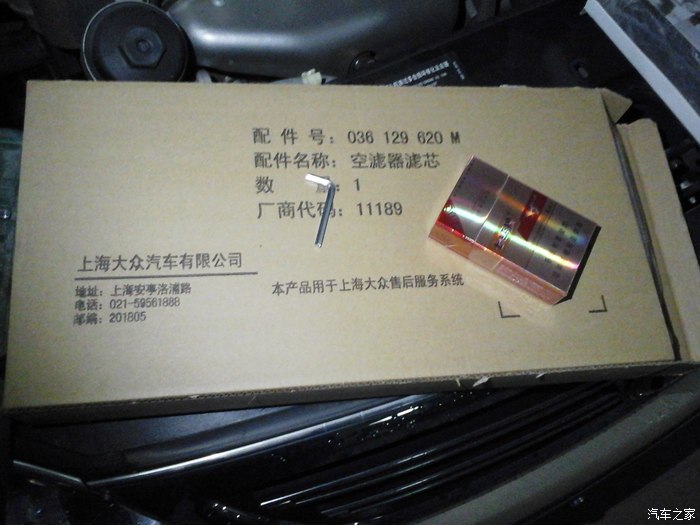 配 件 号: 036 129 620 M
配件名称: 空滤器滤芯
数 量: 1
厂商代码: 11189
上海大众汽车有限公司
地址: 上海安亭洛浦路
电话: 021-59561888
邮编: 201805
本产品用于上海大众售后服务系统
汽车之家